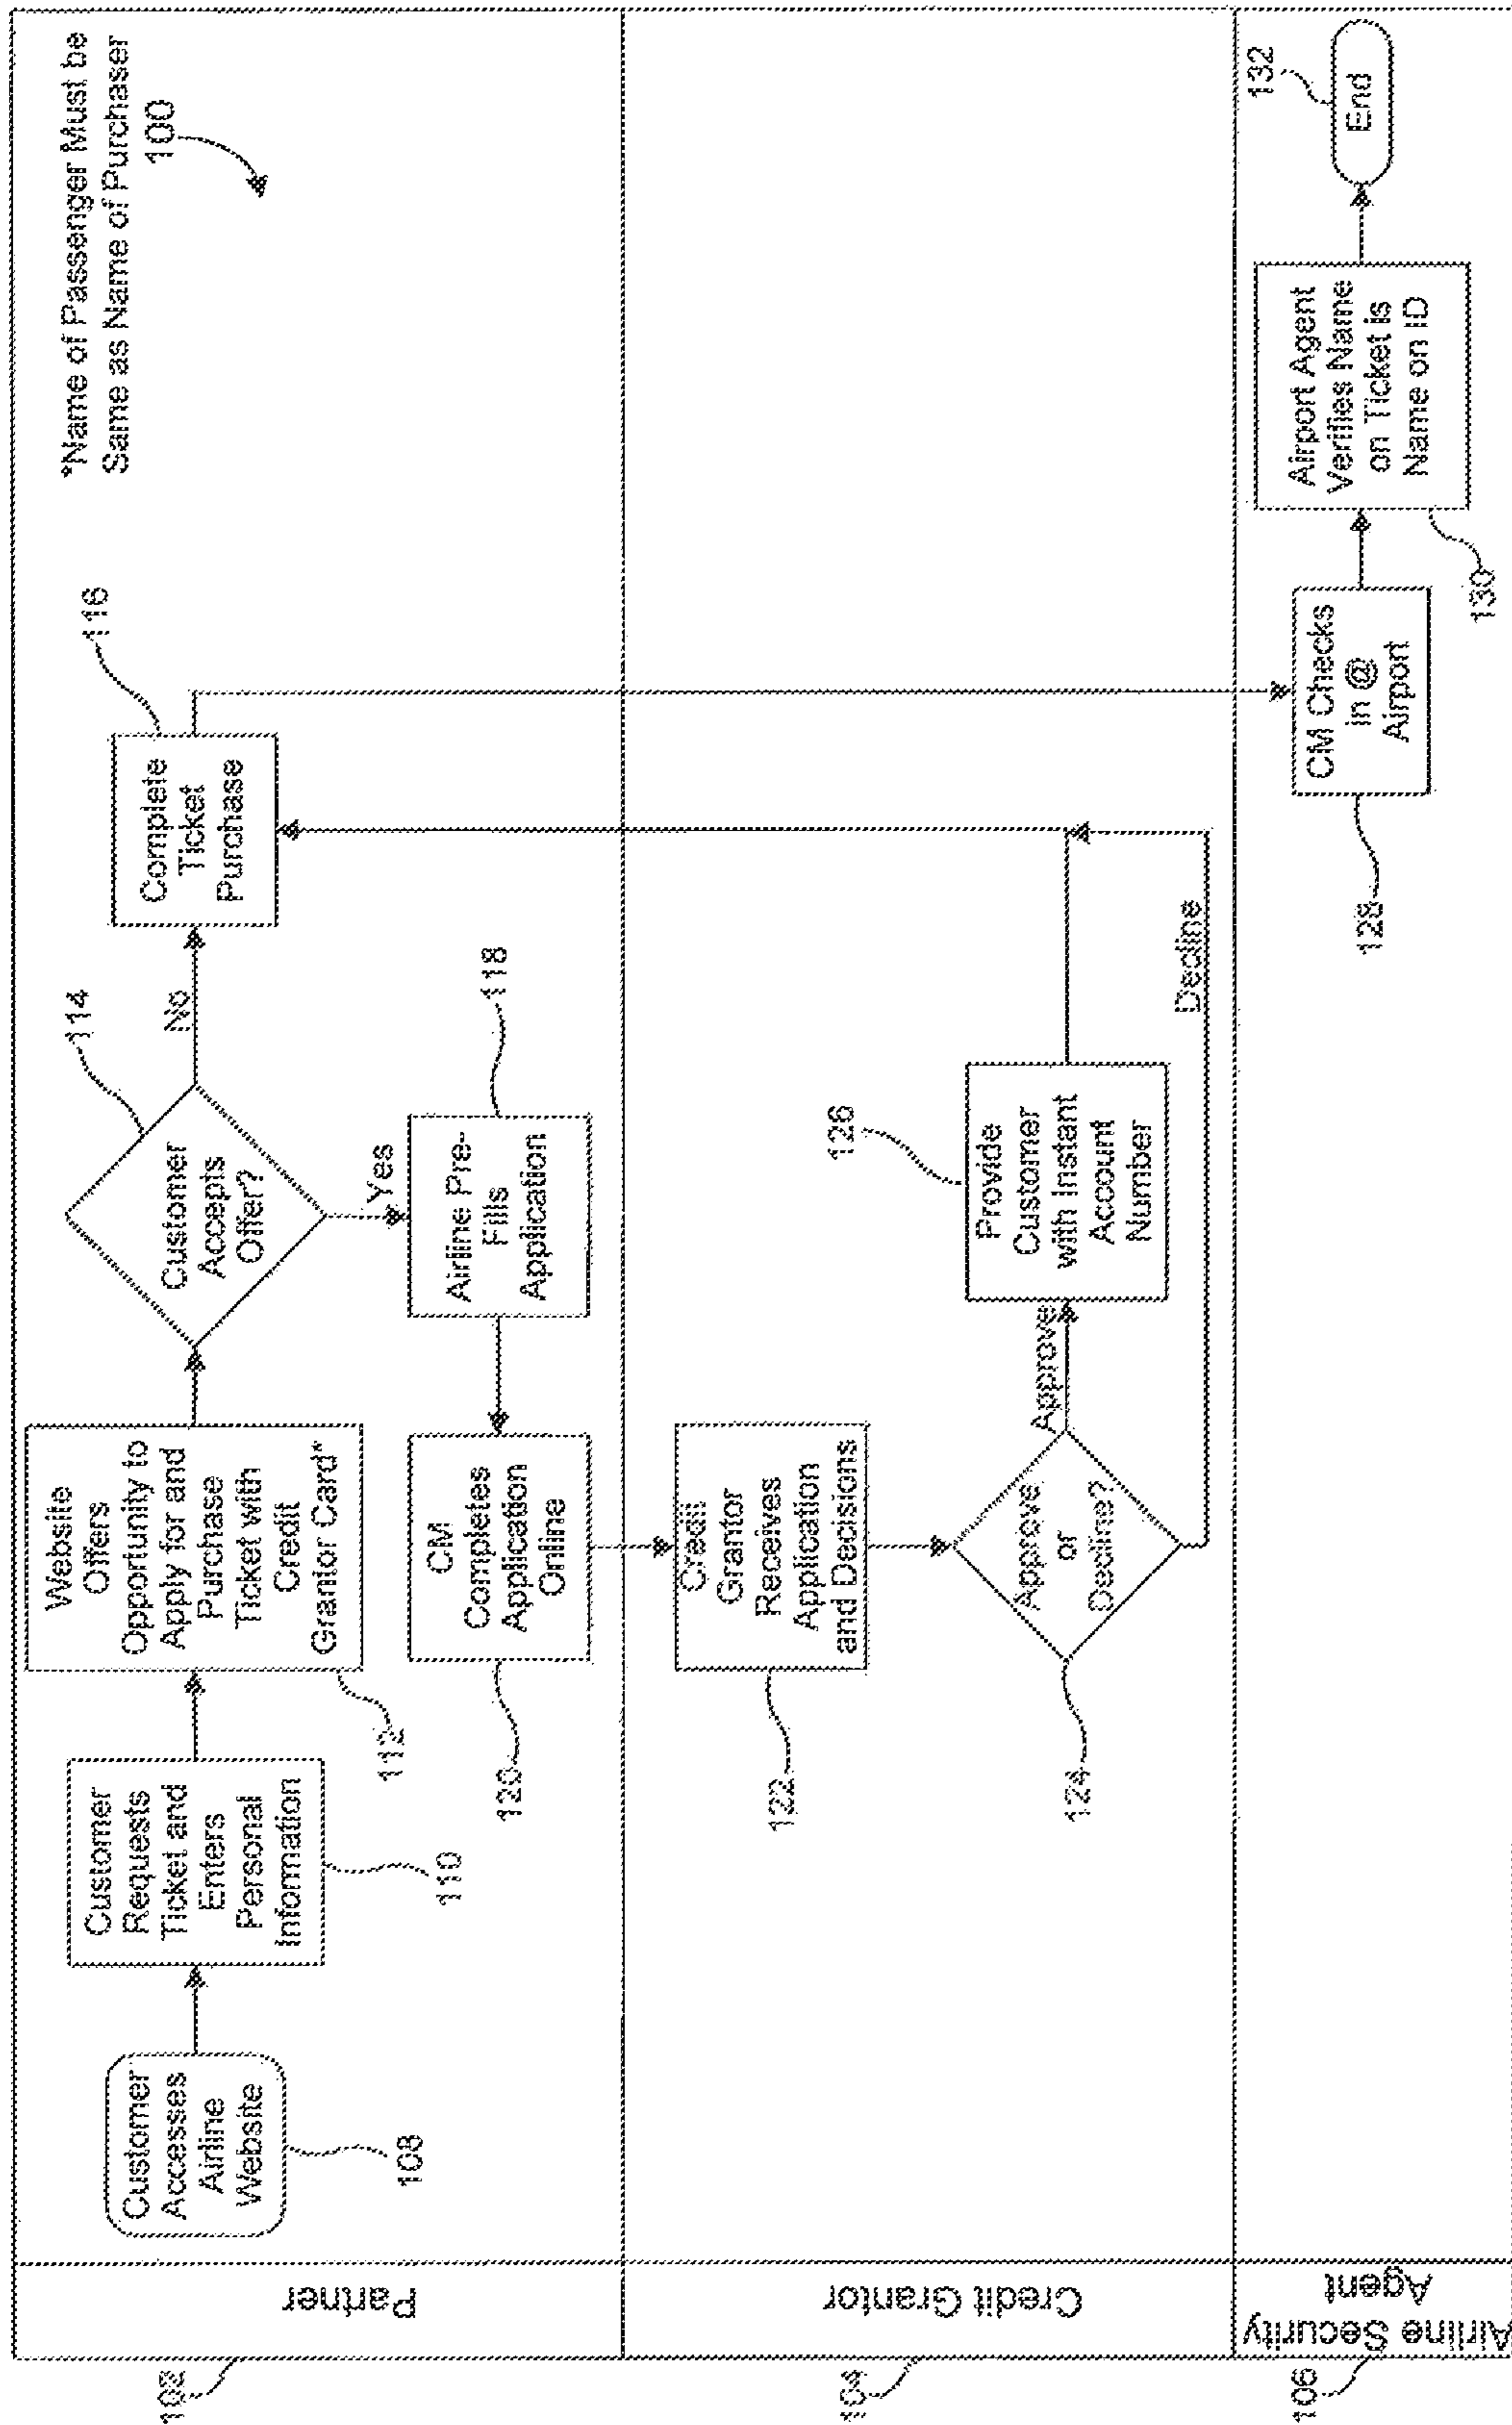 *Name of Passenger Must be
Same as Name of Purchaser
100
102
Partner
108
Customer
Accesses
Airline
Website
110
Customer
Requests
Ticket and
Enters
Personal
Information
112
Website
Offers
Opportunity to
Apply for and
Purchase
Ticket with
Credit
Grantor Card*
114
Customer
Accepts
Offer?
No
116
Complete
Ticket
Purchase
Yes
118
Airline Pre-
Fills
Application
120
CM
Completes
Application
Online
104
Credit Grantor
122
Credit
Grantor
Receives
Application
and Decisions
124
Approve
or
Decline?
Approve
126
Provide
Customer
with Instant
Account
Number
Decline
106
Airline Security
Agent
128
CM Checks
in @
Airport
130
Airport Agent
Verifies Name
on Ticket is
Name on ID
132
End